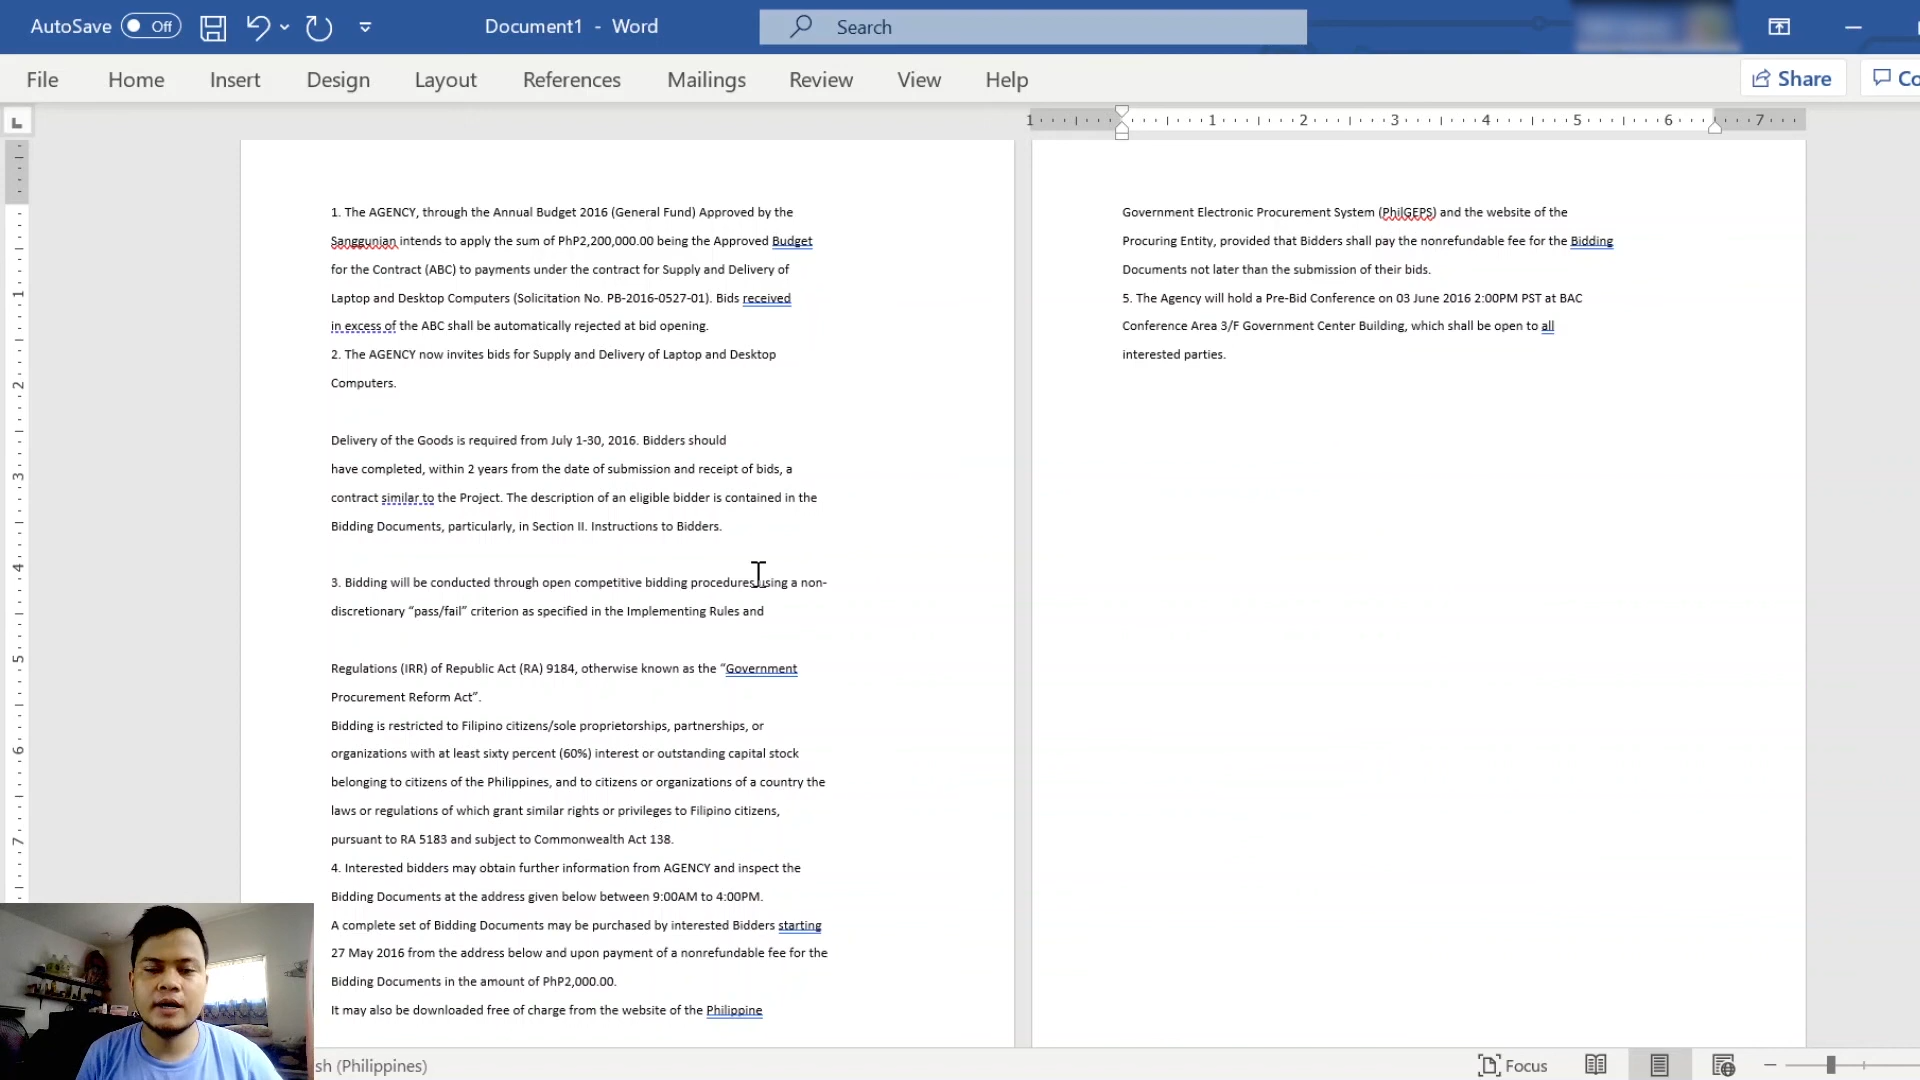 AutoSave Off Document1 - Word Search
File Home Insert Design Layout References Mailings Review View Help Share Co
1 1 2 3 4 5 6 7
1. The AGENCY, through the Annual Budget 2016 (General Fund) Approved by the
Sanggunian intends to apply the sum of PhP2,200,000.00 being the Approved Budget
for the Contract (ABC) to payments under the contract for Supply and Delivery of
Laptop and Desktop Computers (Solicitation No. PB-2016-0527-01). Bids received
in excess of the ABC shall be automatically rejected at bid opening.
2. The AGENCY now invites bids for Supply and Delivery of Laptop and Desktop
Computers.
Delivery of the Goods is required from July 1-30, 2016. Bidders should
have completed, within 2 years from the date of submission and receipt of bids, a
contract similar to the Project. The description of an eligible bidder is contained in the
Bidding Documents, particularly, in Section II. Instructions to Bidders.
3. Bidding will be conducted through open competitive bidding procedures using a non-
discretionary “pass/fail” criterion as specified in the Implementing Rules and
Regulations (IRR) of Republic Act (RA) 9184, otherwise known as the “Government
Procurement Reform Act”.
Bidding is restricted to Filipino citizens/sole proprietorships, partnerships, or
organizations with at least sixty percent (60%) interest or outstanding capital stock
belonging to citizens of the Philippines, and to citizens or organizations of a country the
laws or regulations of which grant similar rights or privileges to Filipino citizens,
pursuant to RA 5183 and subject to Commonwealth Act 138.
4. Interested bidders may obtain further information from AGENCY and inspect the
Bidding Documents at the address given below between 9:00AM to 4:00PM.
A complete set of Bidding Documents may be purchased by interested Bidders starting
27 May 2016 from the address below and upon payment of a nonrefundable fee for the
Bidding Documents in the amount of PhP2,000.00.
It may also be downloaded free of charge from the website of the Philippine
Government Electronic Procurement System (PhilGEPS) and the website of the
Procuring Entity, provided that Bidders shall pay the nonrefundable fee for the Bidding
Documents not later than the submission of their bids.
5. The Agency will hold a Pre-Bid Conference on 03 June 2016 2:00PM PST at BAC
Conference Area 3/F Government Center Building, which shall be open to all
interested parties.
1
2
3
4
5
6
7
sh (Philippines) Focus